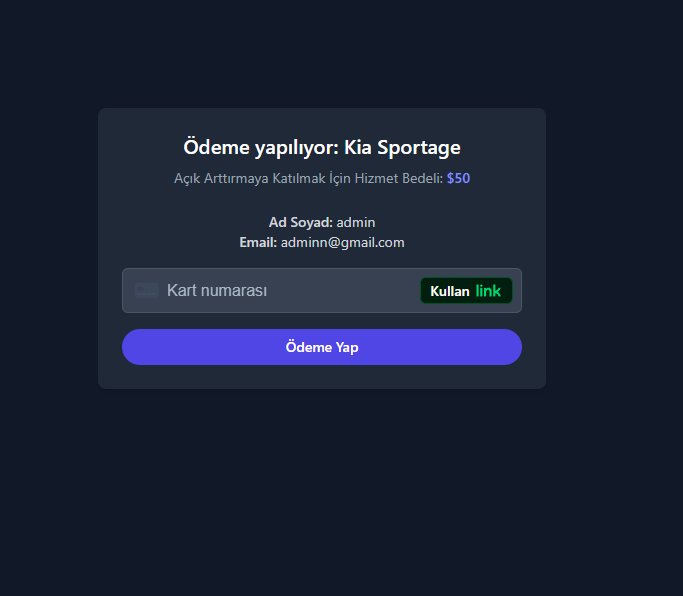 Ödeme yapılıyor: Kia Sportage
Açık Arttırmaya Katılmak İçin Hizmet Bedeli: $50
Ad Soyad: admin
Email: adminn@gmail.com
Kart numarası Kullan link
Ödeme Yap